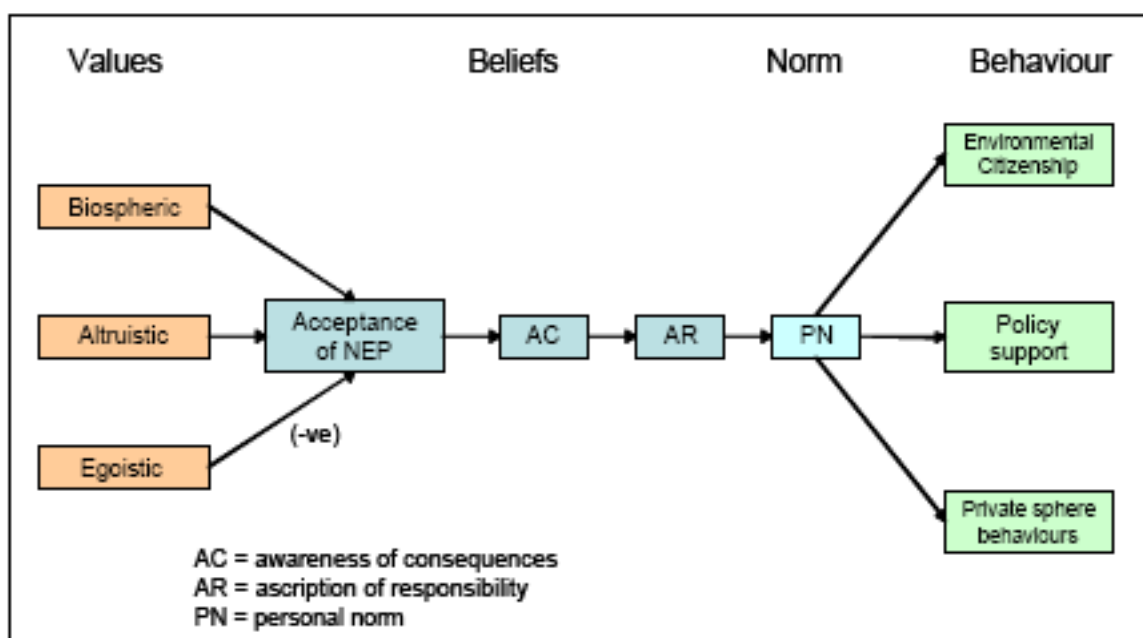 Values
Beliefs
Norm
Behaviour
Environmental
Citizenship
Biospheric
Altruistic
Acceptance
of NEP
AC
AR
PN
Policy
support
(-ve)
Egoistic
Private sphere
behaviours
AC = awareness of consequences
AR = ascription of responsibility
PN = personal norm